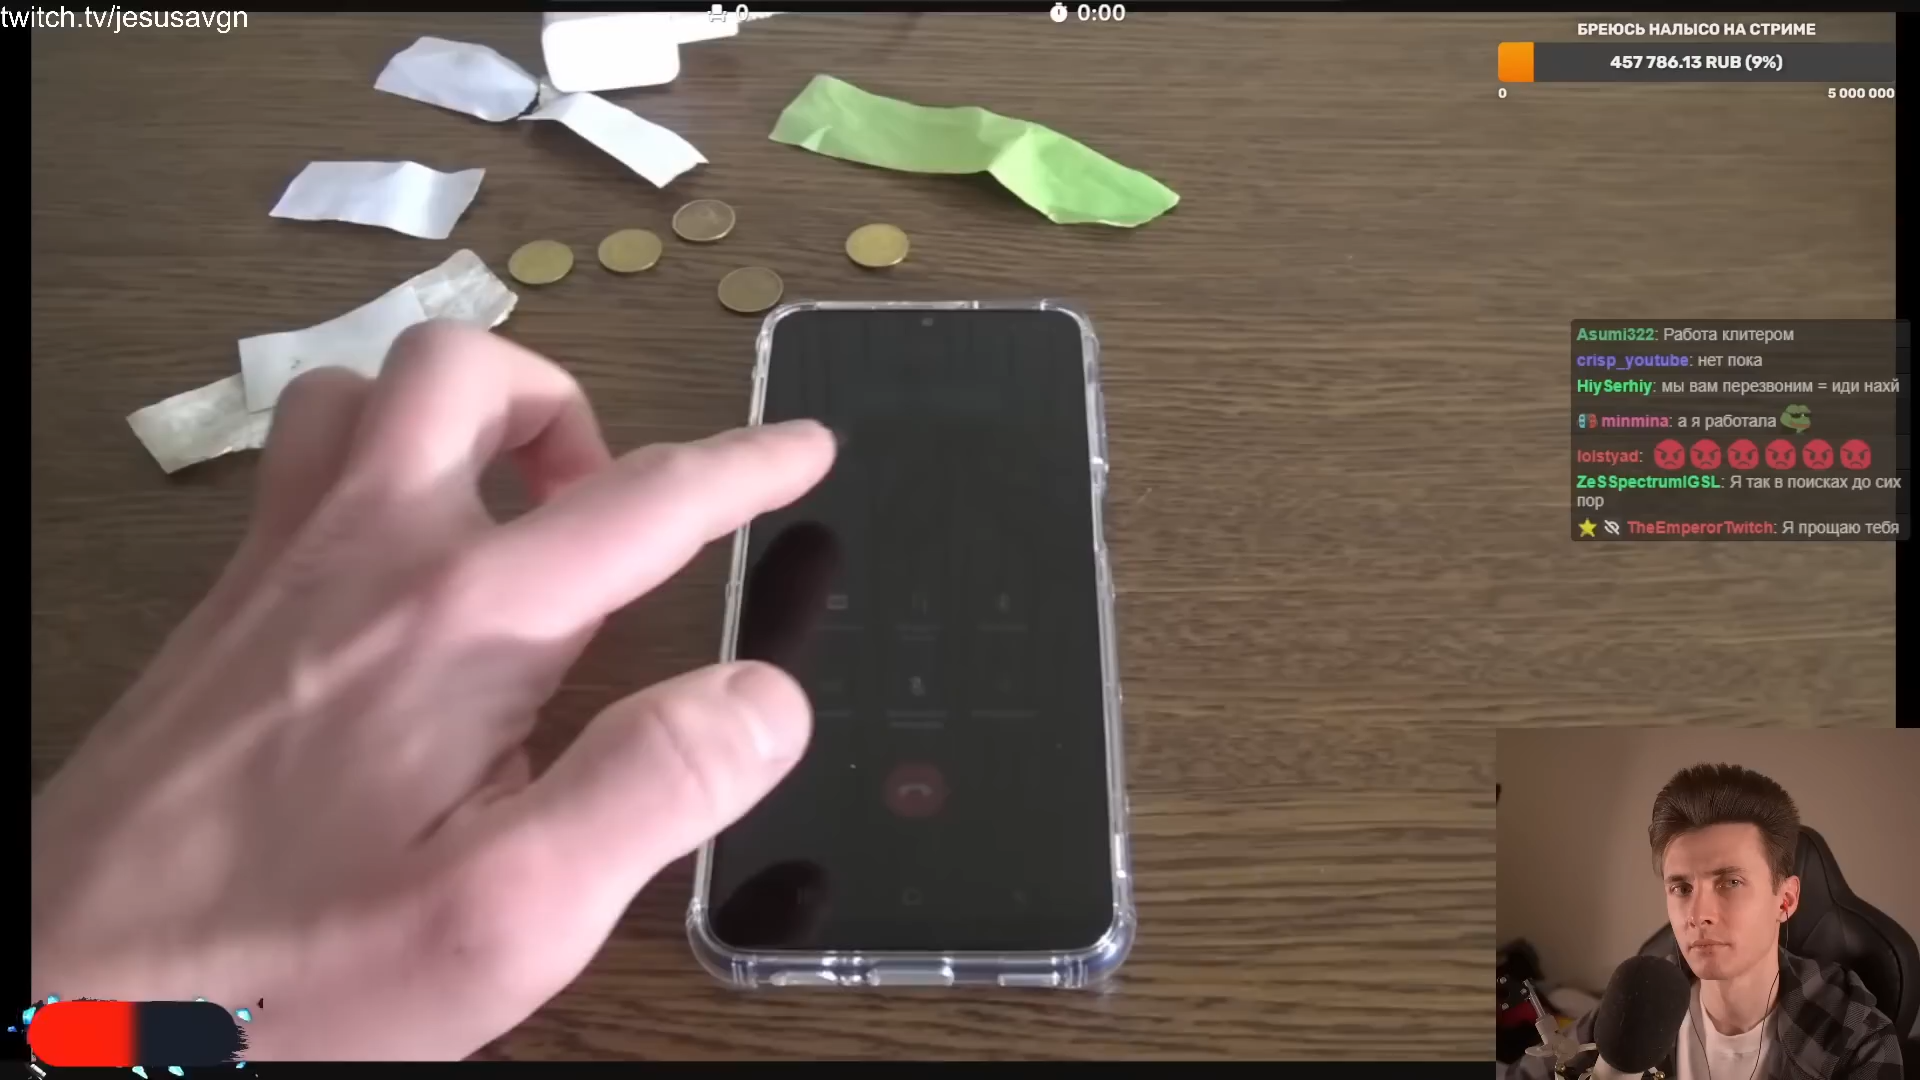 twitch.tv/jesusavgn
0
0:00
БРЕЮСЬ НАЛЫСО НА СТРИМЕ
457 786.13 RUB (9%)
0
5 000 000
Asumi322: Работа клитером
crisp_youtube: нет пока
HiySerhiy: мы вам перезвоним = иди нахй
minmina: а я работала
lolstyad:
ZeSSpectrumIGSL: Я так в поисках до сих
пор
TheEmperorTwitch: Я прощаю тебя